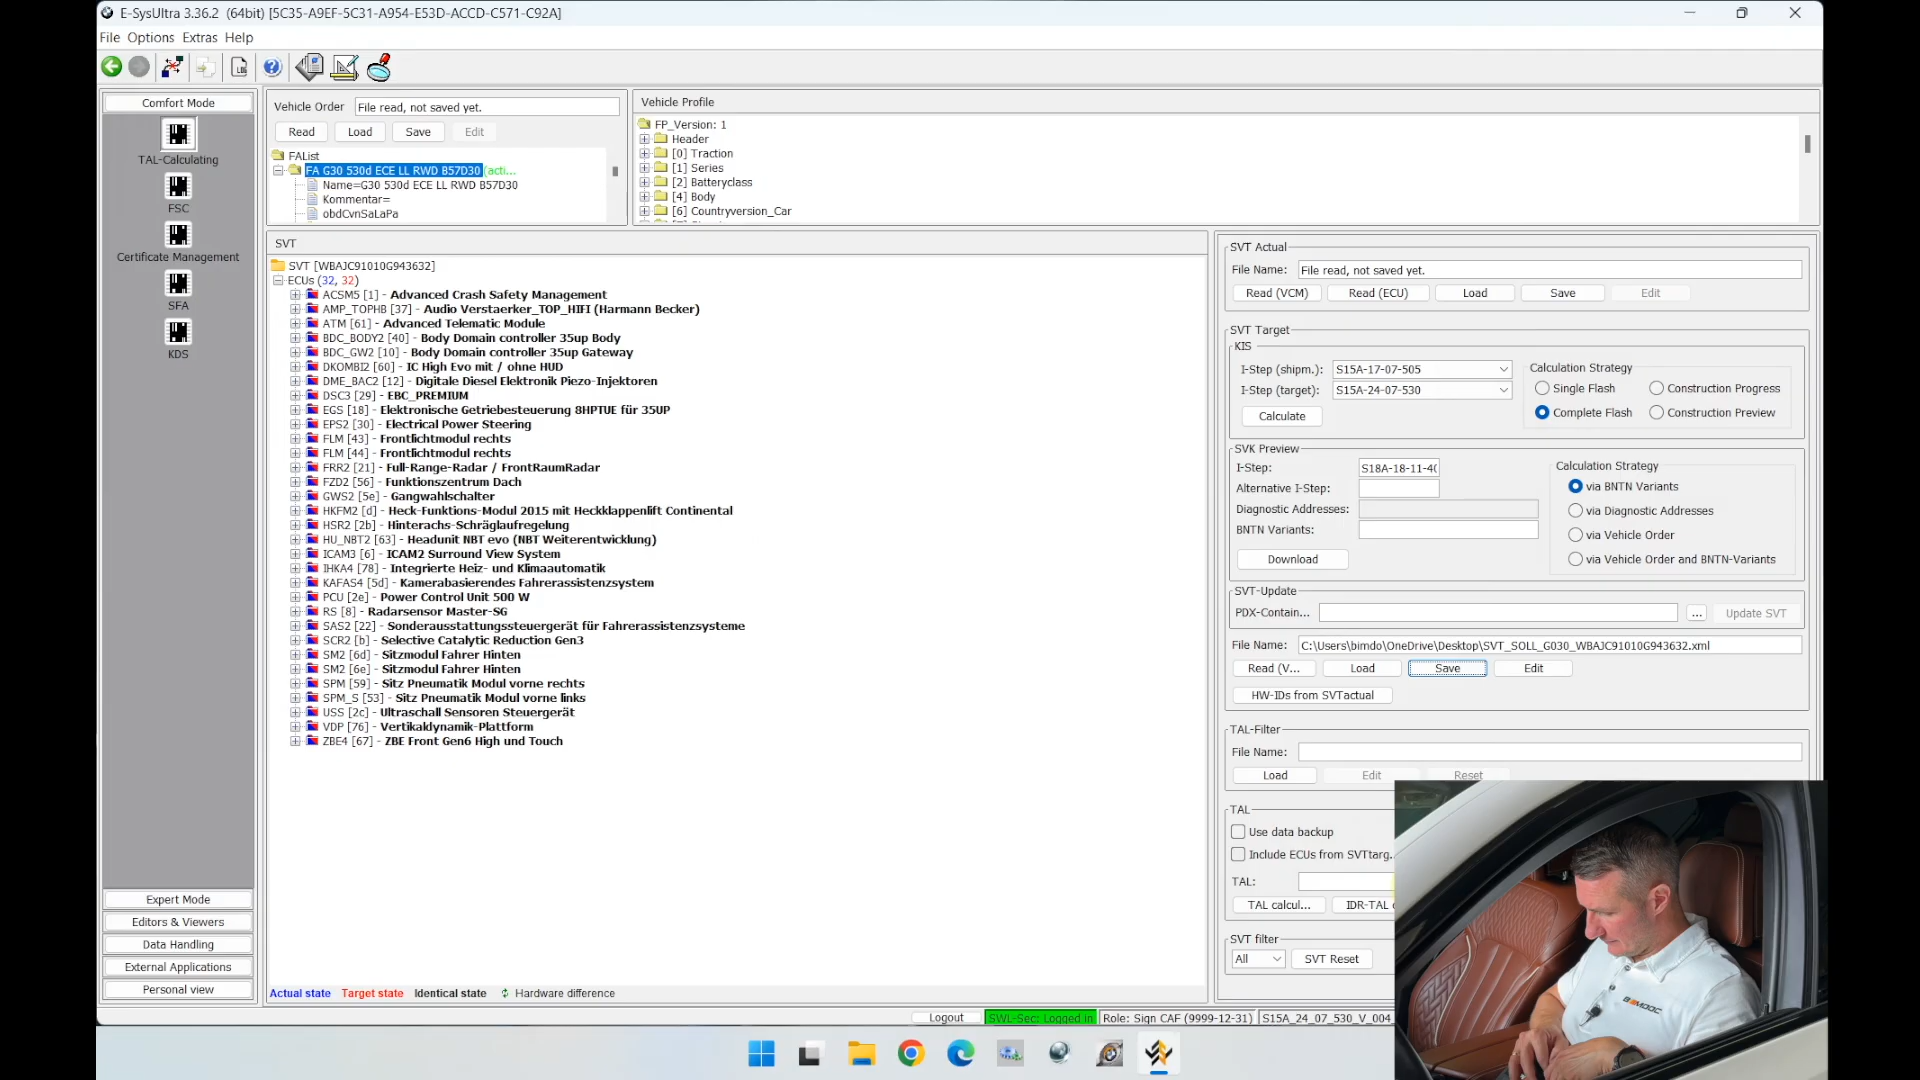 E-SysUltra 3.36.2 (64bit) [5C35-A9EF-5C31-A954-E53D-ACCD-C571-C92A]
File Options Extras Help
Comfort Mode
TAL-Calculating
FSC
Certificate Management
SFA
KDS
Expert Mode
Editors & Viewers
Data Handling
External Applications
Personal view
Vehicle Order File read, not saved yet.
Read Load Save Edit
FAList
FA G30 530d ECE LL RWD B57D30 (acti...
Name=G30 530d ECE LL RWD B57D30
Kommentar=
obdCvnSaLaPa
Vehicle Profile
FP_Version: 1
Header
[0] Traction
[1] Series
[2] Batteryclass
[4] Body
[6] Countryversion_Car
SVT
SVT [WBAJC91010G943632]
ECUs (32, 32)
ACSM5 [1] - Advanced Crash Safety Management
AMP_TOPHB [37] - Audio Verstaerker_TOP_HIFI (Harmann Becker)
ATM [61] - Advanced Telematic Module
BDC_BODY2 [40] - Body Domain controller 35up Body
BDC_GW2 [10] - Body Domain controller 35up Gateway
DKOMBI2 [60] - IC High Evo mit / ohne HUD
DME_BAC2 [12] - Digitale Diesel Elektronik Piezo-Injektoren
DSC3 [29] - EBC_PREMIUM
EGS [18] - Elektronische Getriebesteuerung 8HPTUE für 35UP
EPS2 [30] - Electrical Power Steering
FLM [43] - Frontlichtmodul rechts
FLM [44] - Frontlichtmodul rechts
FRR2 [21] - Full-Range-Radar / FrontRaumRadar
FZD2 [56] - Funktionszentrum Dach
GWS2 [5e] - Gangwahlschalter
HKFM2 [d] - Heck-Funktions-Modul 2015 mit Heckklappenlift Continental
HSR2 [2b] - Hinterachs-Schräglaufregelung
HU_NBT2 [63] - Headunit NBT evo (NBT Weiterentwicklung)
ICAM3 [6] - ICAM2 Surround View System
IHKA4 [78] - Integrierte Heiz- und Klimaautomatik
KAFAS4 [5d] - Kamerabasierendes Fahrerassistenzsystem
PCU [2e] - Power Control Unit 500 W
RS [8] - Radarsensor Master-SG
SAS2 [22] - Sonderausstattungssteuergerät für Fahrerassistenzsysteme
SCR2 [b] - Selective Catalytic Reduction Gen3
SM2 [6d] - Sitzmodul Fahrer Hinten
SM2 [6e] - Sitzmodul Fahrer Hinten
SPM [59] - Sitz Pneumatik Modul vorne rechts
SPM_S [53] - Sitz Pneumatik Modul vorne links
USS [2c] - Ultraschall Sensoren Steuergerät
VDP [76] - Vertikaldynamik-Plattform
ZBE4 [67] - ZBE Front Gen6 High und Touch
Actual state Target state Identical state Hardware difference
SVT Actual
File Name: File read, not saved yet.
Read (VCM) Read (ECU) Load Save Edit
SVT Target
KIS
I-Step (shipm.): S15A-17-07-505
I-Step (target): S15A-24-07-530
Calculate
Calculation Strategy
Single Flash Construction Progress
Complete Flash Construction Preview
SVK Preview
I-Step: S18A-18-11-4(
Alternative I-Step:
Diagnostic Addresses:
BNTN Variants:
Download
Calculation Strategy
via BNTN Variants
via Diagnostic Addresses
via Vehicle Order
via Vehicle Order and BNTN-Variants
SVT-Update
PDX-Contain... ... Update SVT
File Name: C:\Users\bimdo\OneDrive\Desktop\SVT_SOLL_G030_WBAJC91010G943632.xml
Read (V... Load Save Edit
HW-IDs from SVTactual
TAL-Filter
File Name:
Load Edit Reset
TAL
Use data backup
Include ECUs from SVTtarg...
TAL:
TAL calcul... IDR-TAL c
SVT filter
All SVT Reset
Logout SWL-Sec: Logged in Role: Sign CAF (9999-12-31) S15A_24_07_530_V_004_